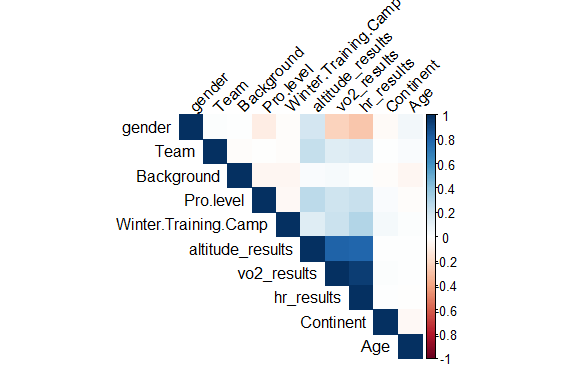 gender
Team
Background
Pro.level
Winter.Training.Camp
altitude_results
vo2_results
hr_results
Continent
Age
gender
Team
Background
Pro.level
Winter.Training.Camp
altitude_results
vo2_results
hr_results
Continent
Age
1
0.8
0.6
0.4
0.2
0
-0.2
-0.4
-0.6
-0.8
-1